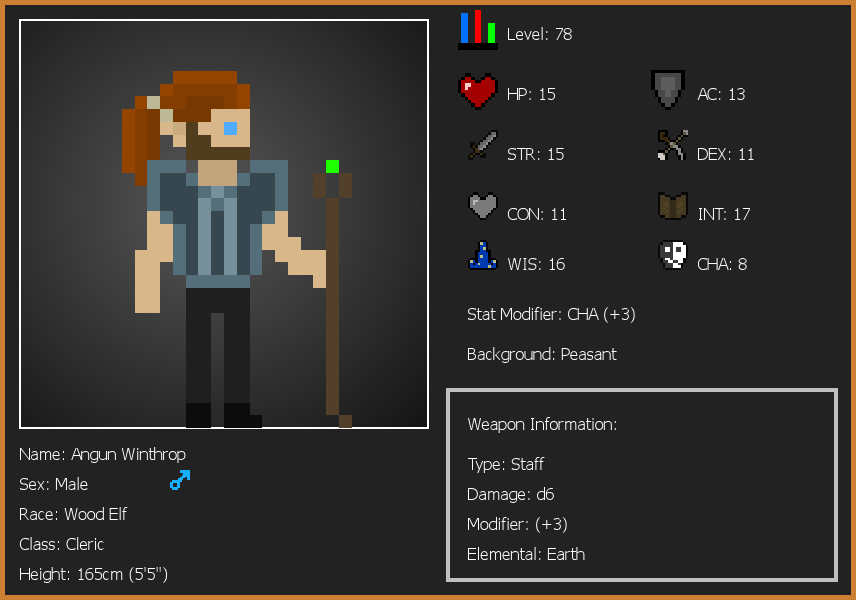 Level: 78
HP: 15
AC: 13
STR: 15
DEX: 11
CON: 11
INT: 17
WIS: 16
CHA: 8
Stat Modifier: CHA (+3)
Background: Peasant
Weapon Information:
Type: Staff
Damage: d6
Modifier: (+3)
Elemental: Earth
Name: Angun Winthrop
Sex: Male
Race: Wood Elf
Class: Cleric
Height: 165cm (5'5")